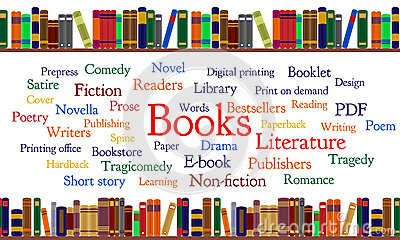 Prepress Comedy Novel Digital printing Booklet
Satire Fiction Readers Library Print on demand Design
Cover Novella Prose Words Bestsellers Reading PDF
Poetry Publishing Books Paperback Writing Poem
Writers Spine Literature
Printing office Bookstore Paper Drama
Hardback Tragicomedy E-book Publishers Tragedy
Short story Learning Non-fiction Romance
dreamstime